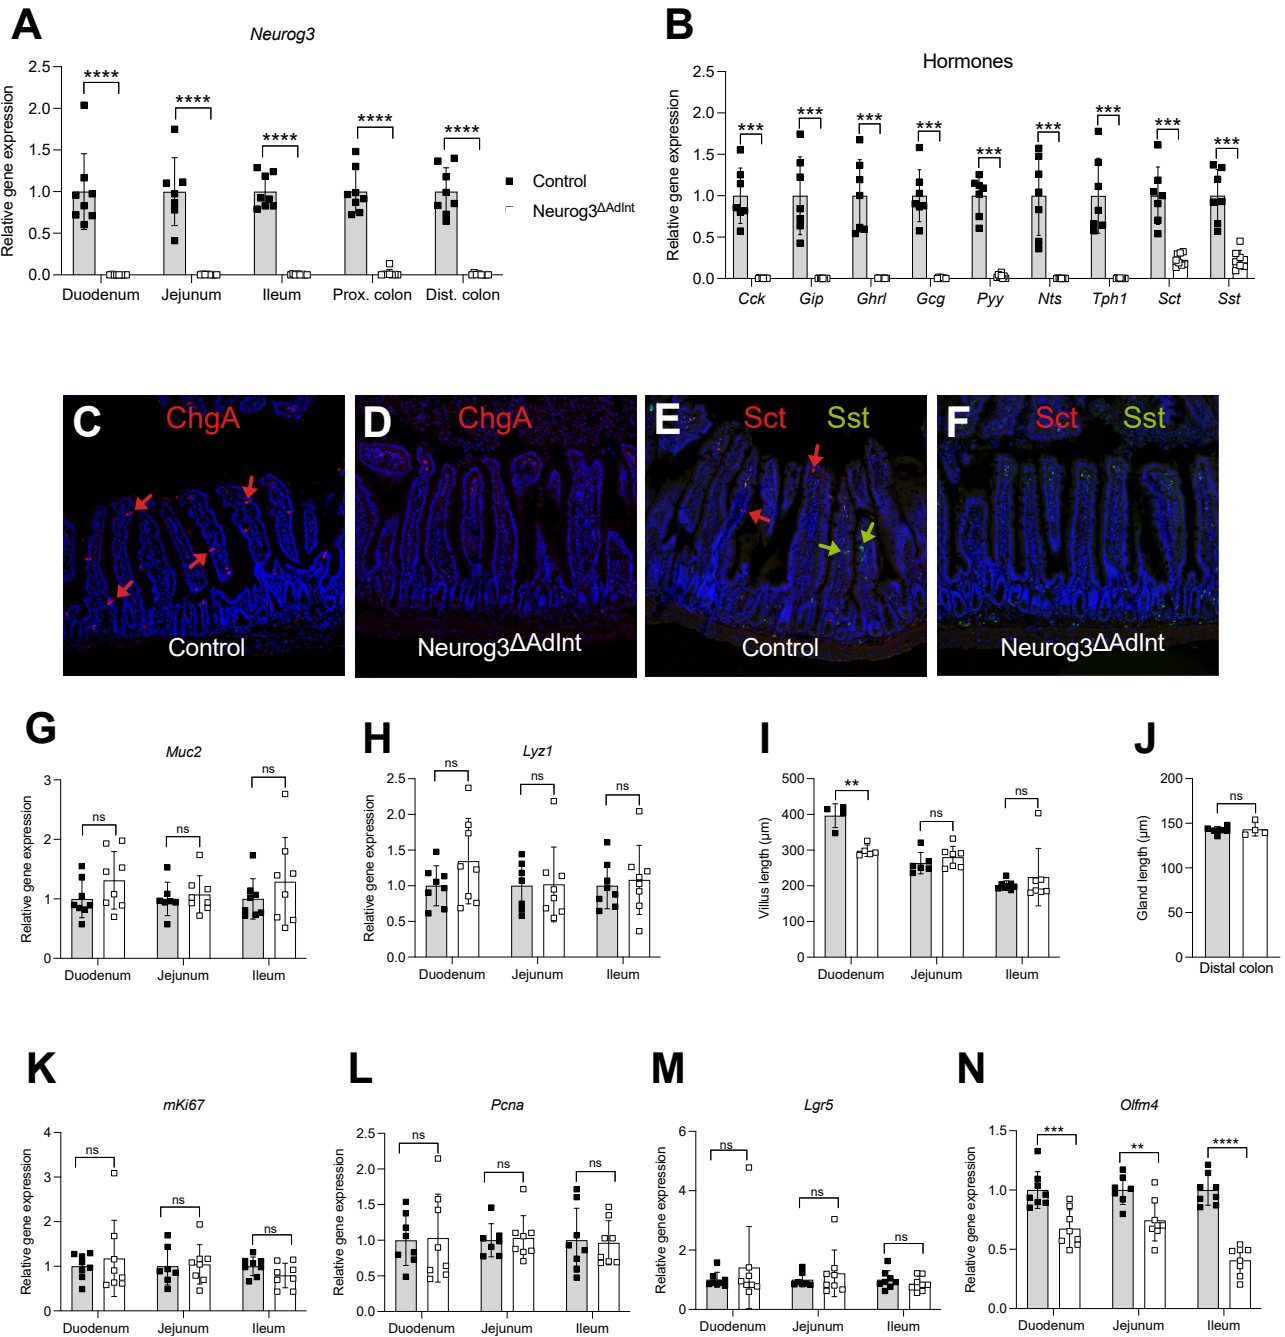 A
Neurog3
Relative gene expression
2.5
2.0
1.5
1.0
0.5
0.0
****
****
****
****
****
Duodenum
Jejunum
Ileum
Prox. colon
Dist. colon
Control
Neurog3ΔAdInt
B
Hormones
Relative gene expression
2.5
2.0
1.5
1.0
0.5
0.0
***
***
***
***
***
***
***
***
***
Cck
Gip
Ghrl
Gcg
Pyy
Nts
Tph1
Sct
Sst
C
ChgA
Control
D
ChgA
Neurog3ΔAdInt
E
Sct Sst
Control
F
Sct Sst
Neurog3ΔAdInt
G
Muc2
Relative gene expression
3
2
1
0
ns
ns
ns
Duodenum
Jejunum
Ileum
H
Lyz1
Relative gene expression
2.5
2.0
1.5
1.0
0.5
0.0
ns
ns
ns
Duodenum
Jejunum
Ileum
I
Villus length (μm)
500
400
300
200
100
0
**
ns
ns
Duodenum
Jejunum
Ileum
J
Gland length (μm)
200
150
100
50
0
ns
Distal colon
K
mKi67
Relative gene expression
4
3
2
1
0
ns
ns
ns
Duodenum
Jejunum
Ileum
L
Pcna
Relative gene expression
2.5
2.0
1.5
1.0
0.5
0.0
ns
ns
ns
Duodenum
Jejunum
Ileum
M
Lgr5
Relative gene expression
6
4
2
0
ns
ns
ns
Duodenum
Jejunum
Ileum
N
Olfm4
Relative gene expression
1.5
1.0
0.5
0.0
***
**
****
Duodenum
Jejunum
Ileum